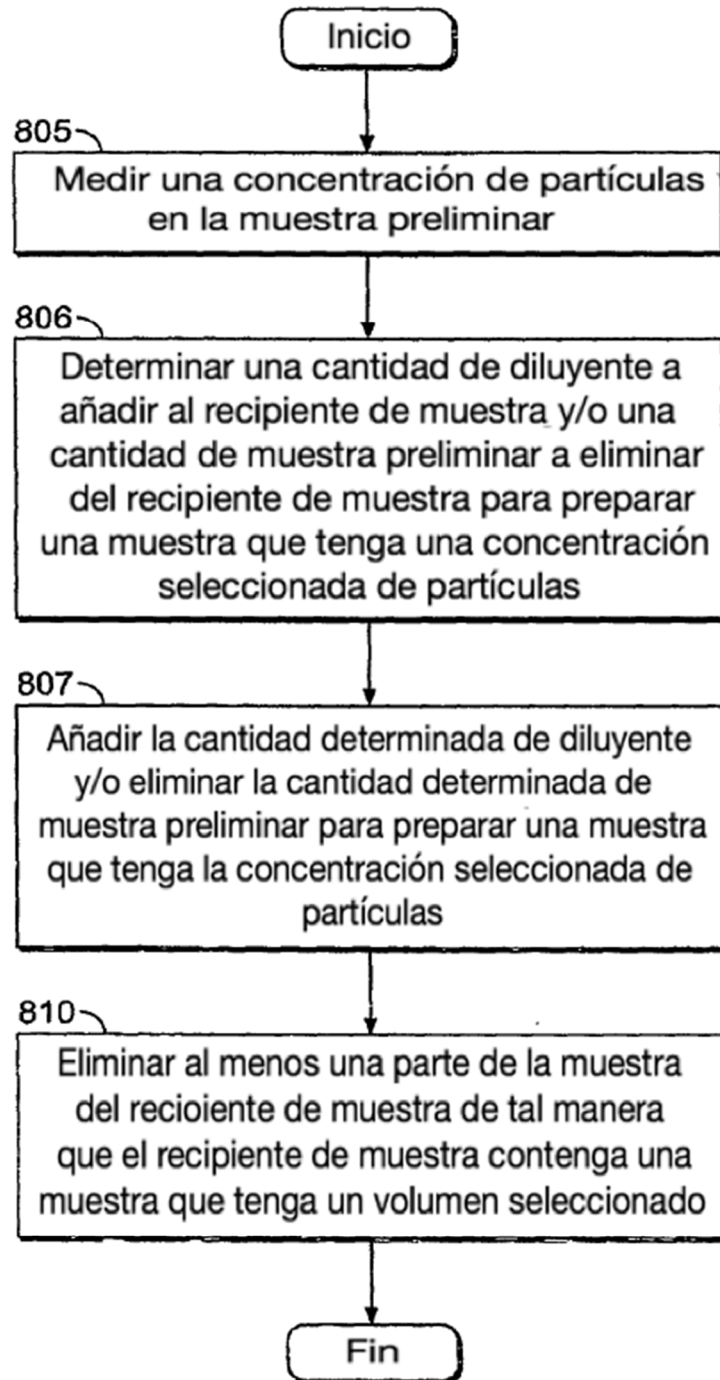 Inicio
805
Medir una concentración de partículas
en la muestra preliminar
806
Determinar una cantidad de diluyente a
añadir al recipiente de muestra y/o una
cantidad de muestra preliminar a eliminar
del recipiente de muestra para preparar
una muestra que tenga una concentración
seleccionada de partículas
807
Añadir la cantidad determinada de diluyente
y/o eliminar la cantidad determinada de
muestra preliminar para preparar una muestra
que tenga la concentración seleccionada de
partículas
810
Eliminar al menos una parte de la muestra
del recioiente de muestra de tal manera
que el recipiente de muestra contenga una
muestra que tenga un volumen seleccionado
Fin